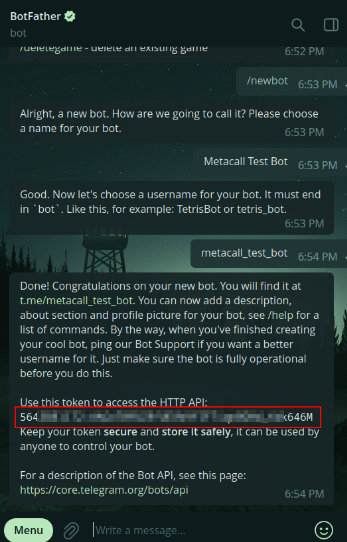 BotFather
bot
/deletegame - delete an existing game
6:52 PM
/newbot
6:53 PM
Alright, a new bot. How are we going to call it? Please choose
a name for your bot.
6:53 PM
Metacall Test Bot
6:53 PM
Good. Now let's choose a username for your bot. It must end
in `bot`. Like this, for example: TetrisBot or tetris_bot.
6:53 PM
metacall_test_bot
6:54 PM
Done! Congratulations on your new bot. You will find it at
t.me/metacall_test_bot. You can now add a description,
about section and profile picture for your bot, see /help for a
list of commands. By the way, when you've finished creating
your cool bot, ping our Bot Support if you want a better
username for it. Just make sure the bot is fully operational
before you do this.
Use this token to access the HTTP API:
564 k646M
Keep your token secure and store it safely, it can be used by
anyone to control your bot.
For a description of the Bot API, see this page:
https://core.telegram.org/bots/api
6:54 PM
Menu
Write a message...